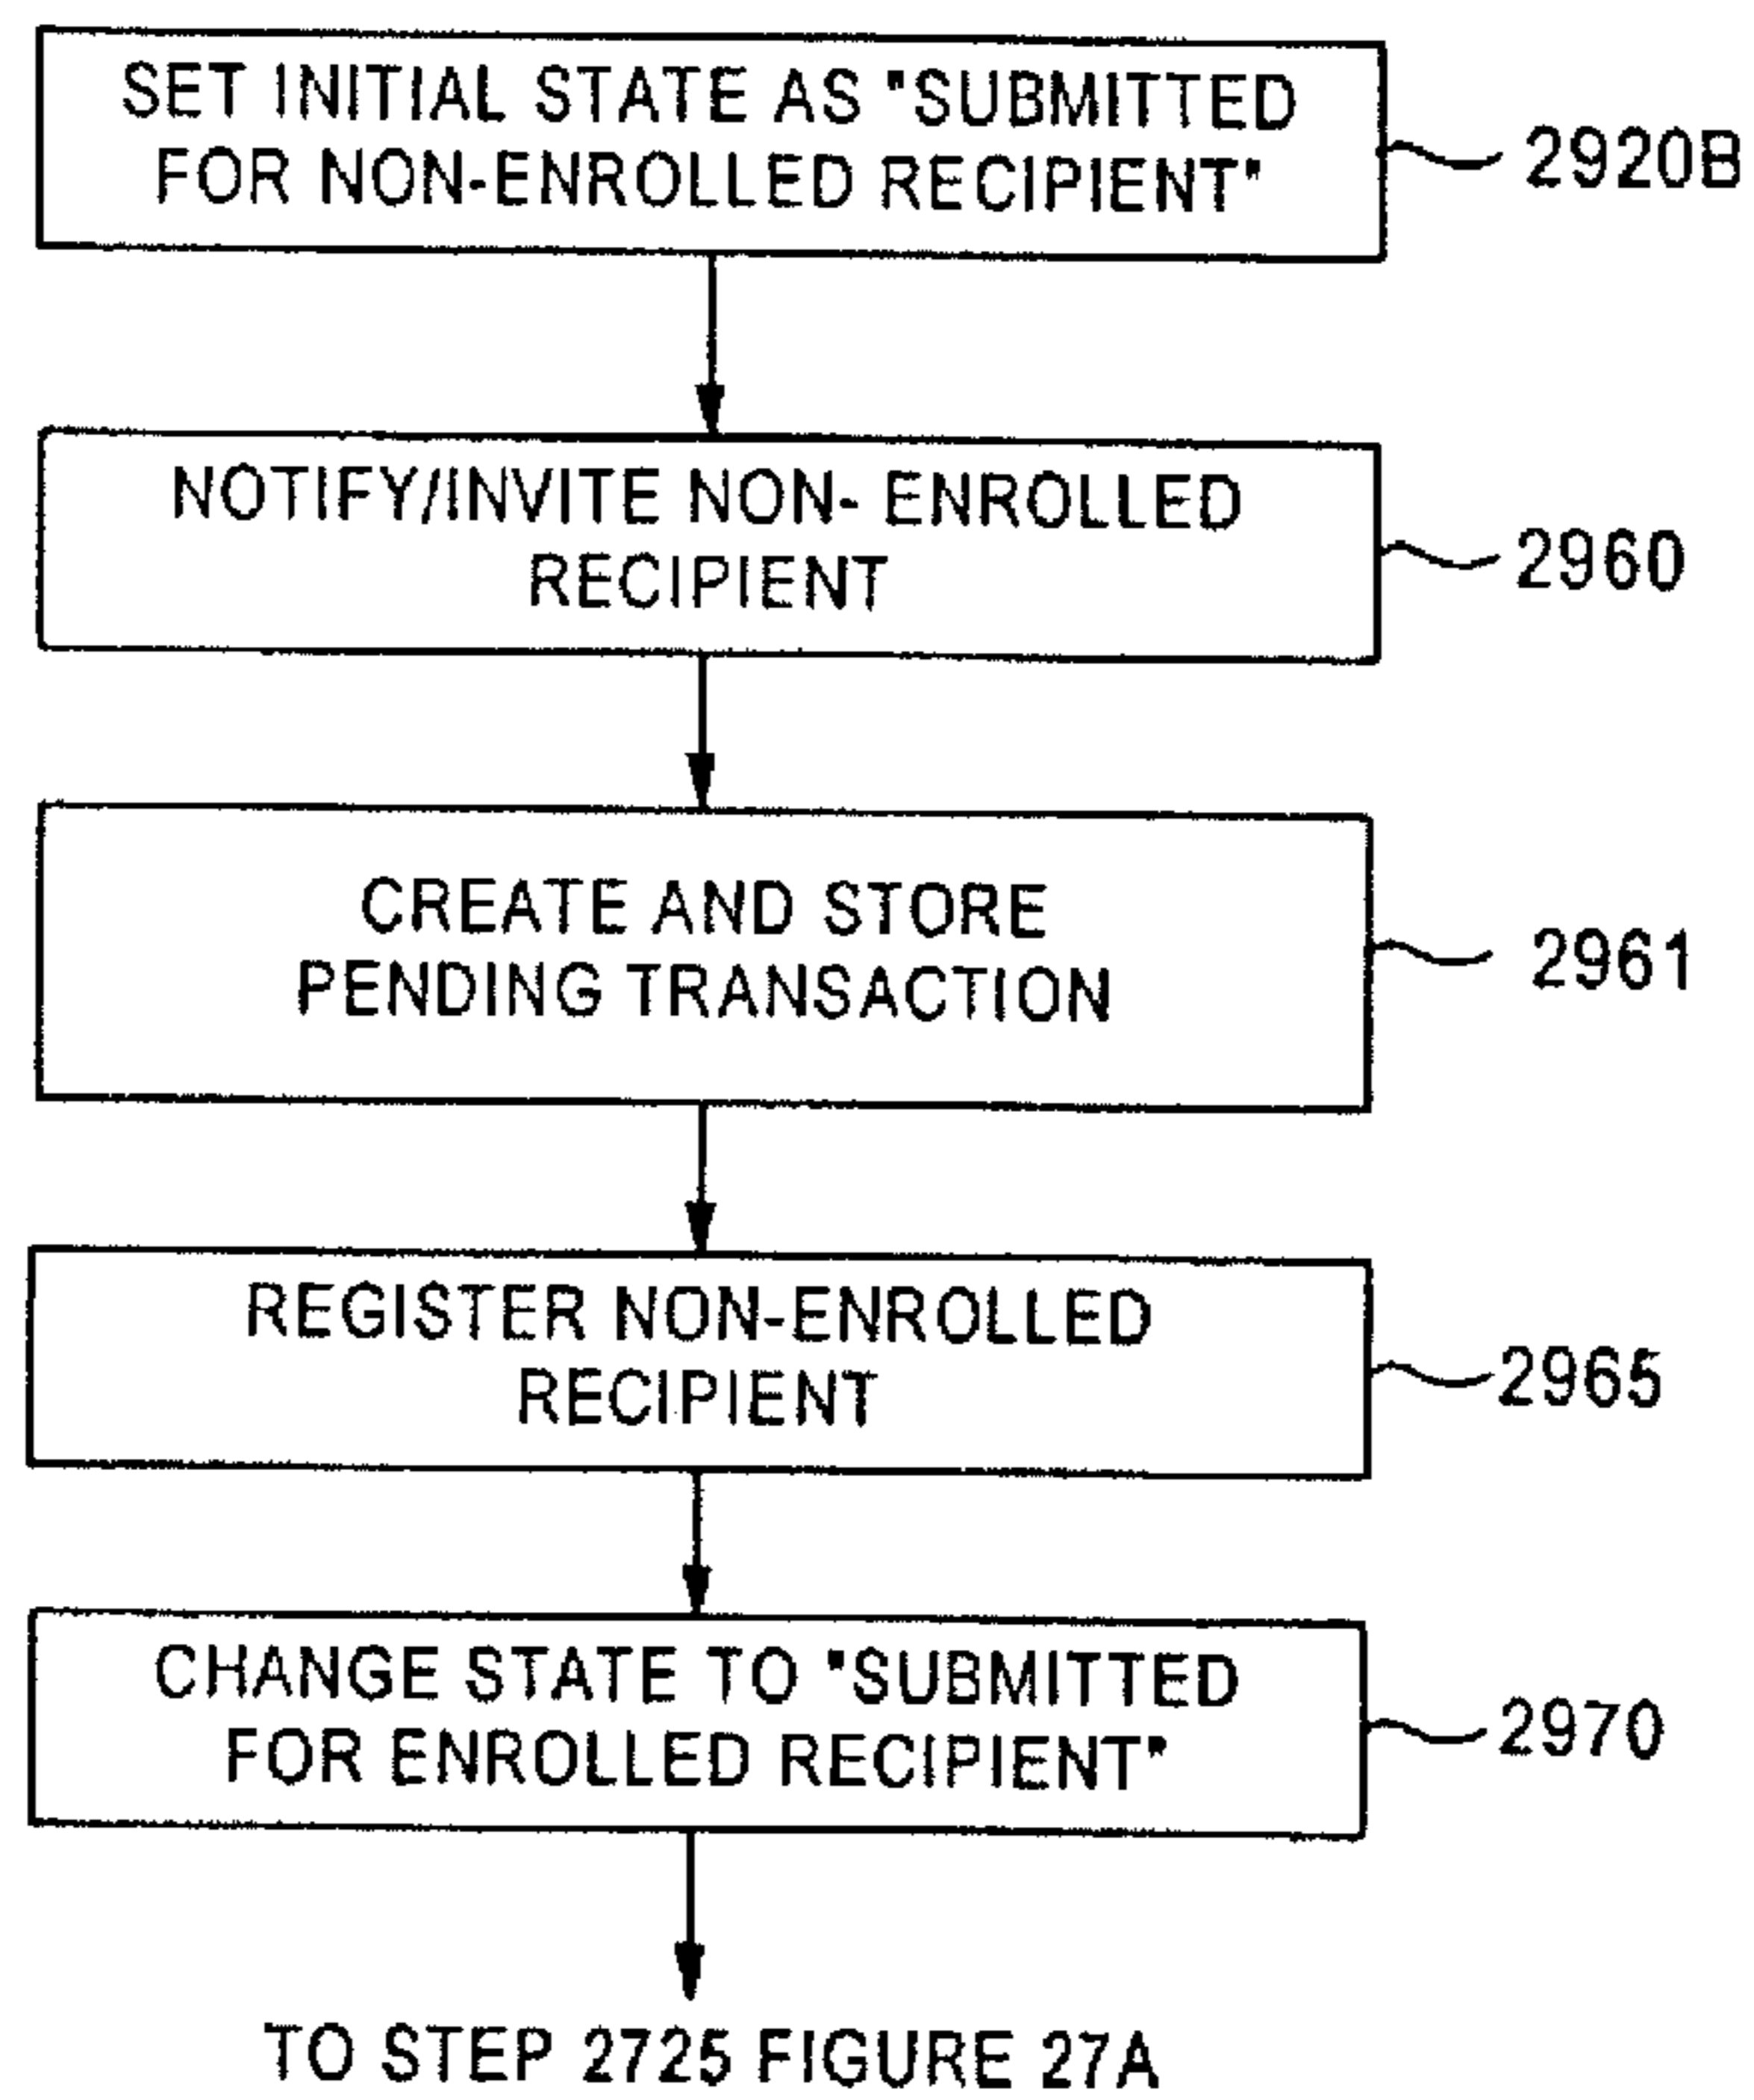 SET INITIAL STATE AS "SUBMITTED
FOR NON-ENROLLED RECIPIENT"
2920B
NOTIFY/INVITE NON- ENROLLED
RECIPIENT
2960
CREATE AND STORE
PENDING TRANSACTION
2961
REGISTER NON-ENROLLED
RECIPIENT
2965
CHANGE STATE TO "SUBMITTED
FOR ENROLLED RECIPIENT"
2970
TO STEP 2725 FIGURE 27A